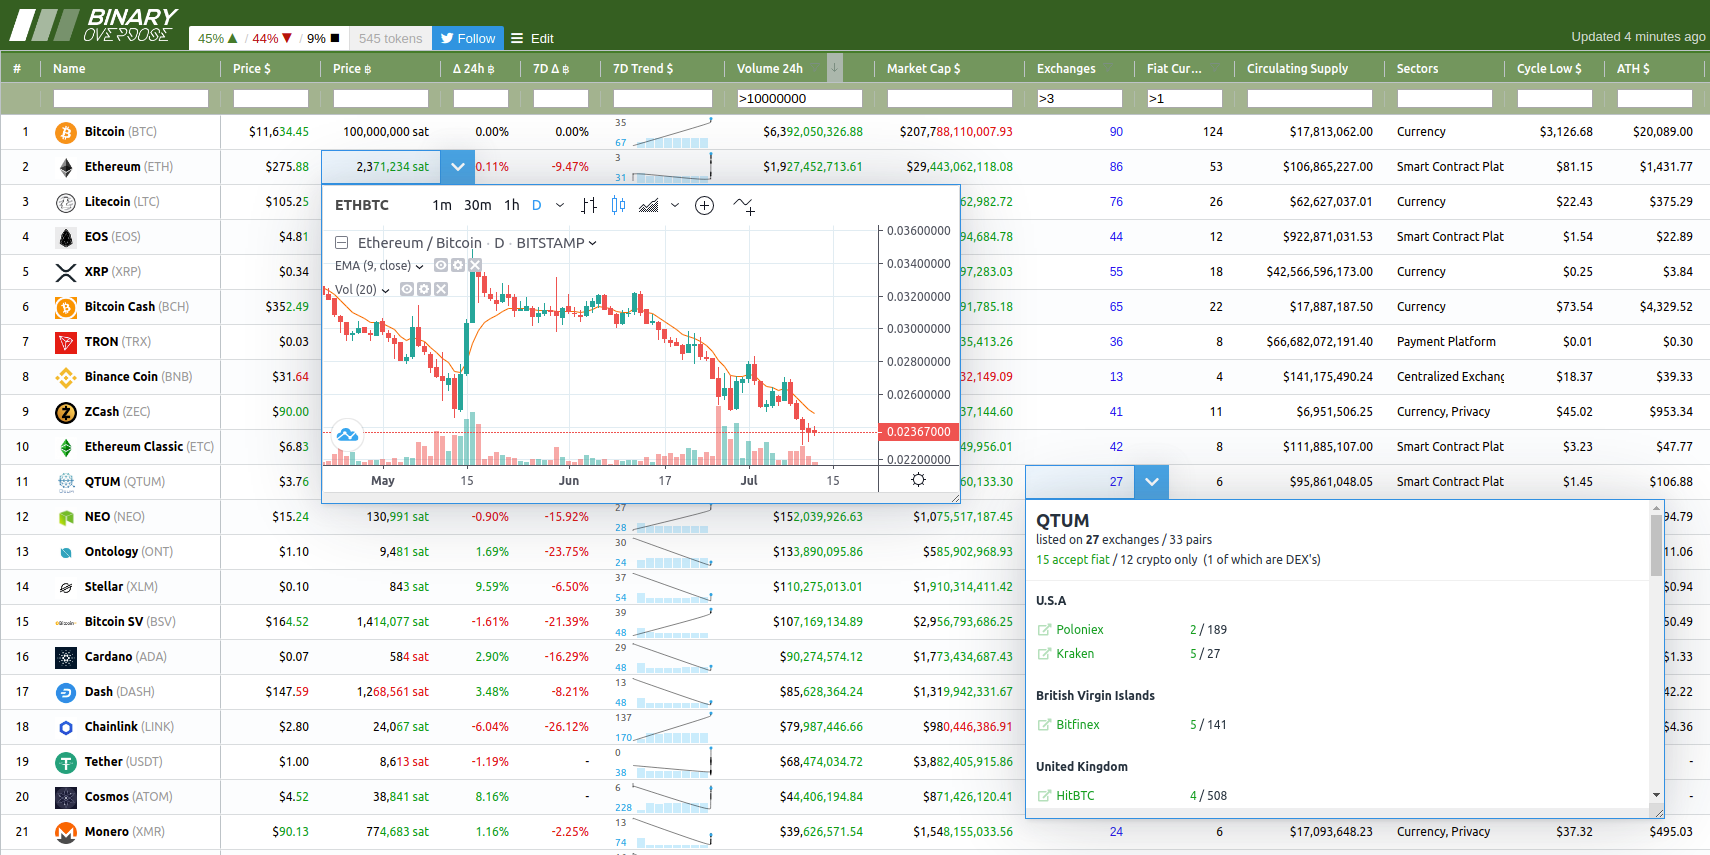 BINARY
OVERDOSE
45% ▲ / 44% ▼ / 9% ■ 545 tokens Follow ☰ Edit Updated 4 minutes ago
# Name Price $ Price ฿ Δ 24h ฿ 7D Δ ฿ 7D Trend $ Volume 24h ↓ Market Cap $ Exchanges Fiat Cur... Circulating Supply Sectors Cycle Low $ ATH $
>10000000 >3 >1
1 Bitcoin (BTC) $11,634.45 100,000,000 sat 0.00% 0.00% 35 67 $6,392,050,326.88 $207,788,110,007.93 90 124 $17,813,062.00 Currency $3,126.68 $20,089.00
2 Ethereum (ETH) $275.88 2,371,234 sat 0.11% -9.47% 3 31 $1,927,452,713.61 $29,443,062,118.08 86 53 $106,865,227.00 Smart Contract Plat $81.15 $1,431.77
3 Litecoin (LTC) $105.25 62,982.72 76 26 $62,627,037.01 Currency $22.43 $375.29
4 EOS (EOS) $4.81 94,684.78 44 12 $922,871,031.53 Smart Contract Plat $1.54 $22.89
5 XRP (XRP) $0.34 97,283.03 55 18 $42,566,596,173.00 Currency $0.25 $3.84
6 Bitcoin Cash (BCH) $352.49 91,785.18 65 22 $17,887,187.50 Currency $73.54 $4,329.52
7 TRON (TRX) $0.03 35,413.26 36 8 $66,682,072,191.40 Payment Platform $0.01 $0.30
8 Binance Coin (BNB) $31.64 32,149.09 13 4 $141,175,490.24 Centralized Exchang $18.37 $39.33
9 ZCash (ZEC) $90.00 37,144.60 41 11 $6,951,506.25 Currency, Privacy $45.02 $953.34
10 Ethereum Classic (ETC) $6.83 49,956.01 42 8 $111,885,107.00 Smart Contract Plat $3.23 $47.77
11 QTUM (QTUM) $3.76 60,133.30 27 6 $95,861,048.05 Smart Contract Plat $1.45 $106.88
ETHBTC 1m 30m 1h D
Ethereum / Bitcoin · D · BITSTAMP
EMA (9, close)
Vol (20)
0.03600000
0.03400000
0.03200000
0.03000000
0.02800000
0.02600000
0.02367000
0.02200000
May 15 Jun 17 Jul 15
12 NEO (NEO) $15.24 130,991 sat -0.90% -15.92% 27 28 $152,039,926.63 $1,075,517,187.45 94.79
13 Ontology (ONT) $1.10 9,481 sat 1.69% -23.75% 30 24 $133,890,095.86 $585,902,968.93 11.06
14 Stellar (XLM) $0.10 843 sat 9.59% -6.50% 37 54 $110,275,013.01 $1,910,314,411.42 $0.94
15 Bitcoin SV (BSV) $164.52 1,414,077 sat -1.61% -21.39% 39 48 $107,169,134.89 $2,956,793,686.25 50.49
16 Cardano (ADA) $0.07 584 sat 2.90% -16.29% 29 48 $90,274,574.12 $1,773,434,687.43 $1.33
17 Dash (DASH) $147.59 1,268,561 sat 3.48% -8.21% 13 48 $85,628,364.24 $1,319,942,331.67 42.22
18 Chainlink (LINK) $2.80 24,067 sat -6.04% -26.12% 137 170 $79,987,446.66 $980,446,386.91 $4.36
19 Tether (USDT) $1.00 8,613 sat -1.19% - 0 38 $68,474,034.72 $3,882,405,915.86 -
20 Cosmos (ATOM) $4.52 38,841 sat 8.16% - 6 228 $44,406,194.84 $871,426,120.41 -
21 Monero (XMR) $90.13 774,683 sat 1.16% -2.25% 13 74 $39,626,571.54 $1,548,155,033.56 24 6 $17,093,648.23 Currency, Privacy $37.32 $495.03
QTUM
listed on 27 exchanges / 33 pairs
15 accept fiat / 12 crypto only (1 of which are DEX's)
U.S.A
Poloniex 2 / 189
Kraken 5 / 27
British Virgin Islands
Bitfinex 5 / 141
United Kingdom
HitBTC 4 / 508